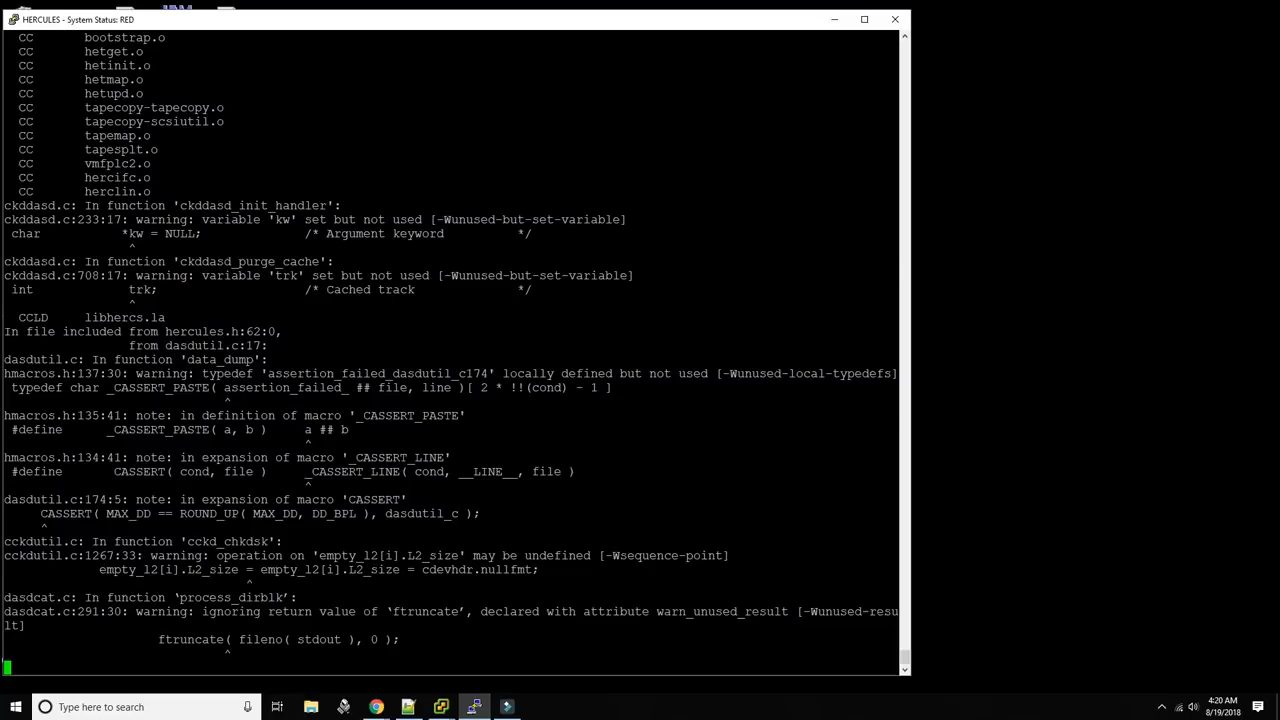 HERCULES - System Status: RED
CC bootstrap.o
CC hetget.o
CC hetinit.o
CC hetmap.o
CC hetupd.o
CC tapecopy-tapecopy.o
CC tapecopy-scsiutil.o
CC tapemap.o
CC tapesplt.o
CC vmfplc2.o
CC hercifc.o
CC herclin.o
ckddasd.c: In function 'ckddasd_init_handler':
ckddasd.c:233:17: warning: variable 'kw' set but not used [-Wunused-but-set-variable]
char *kw = NULL; /* Argument keyword */
^
ckddasd.c: In function 'ckddasd_purge_cache':
ckddasd.c:708:17: warning: variable 'trk' set but not used [-Wunused-but-set-variable]
int trk; /* Cached track */
^
CCLD libhercs.la
In file included from hercules.h:62:0,
from dasdutil.c:17:
dasdutil.c: In function 'data_dump':
hmacros.h:137:30: warning: typedef 'assertion_failed_dasdutil_c174' locally defined but not used [-Wunused-local-typedefs]
typedef char _CASSERT_PASTE( assertion_failed_ ## file, line )[ 2 * !!(cond) - 1 ]
^
hmacros.h:135:41: note: in definition of macro '_CASSERT_PASTE'
#define _CASSERT_PASTE( a, b ) a ## b
^
hmacros.h:134:41: note: in expansion of macro '_CASSERT_LINE'
#define CASSERT( cond, file ) _CASSERT_LINE( cond, __LINE__, file )
^
dasdutil.c:174:5: note: in expansion of macro 'CASSERT'
CASSERT( MAX_DD == ROUND_UP( MAX_DD, DD_BPL ), dasdutil_c );
^
cckdutil.c: In function 'cckd_chkdsk':
cckdutil.c:1267:33: warning: operation on 'empty_l2[i].L2_size' may be undefined [-Wsequence-point]
empty_l2[i].L2_size = empty_l2[i].L2_size = cdevhdr.nullfmt;
^
dasdcat.c: In function ‘process_dirblk’:
dasdcat.c:291:30: warning: ignoring return value of ‘ftruncate’, declared with attribute warn_unused_result [-Wunused-resu
lt]
ftruncate( fileno( stdout ), 0 );
^
Type here to search
4:20 AM
8/19/2018